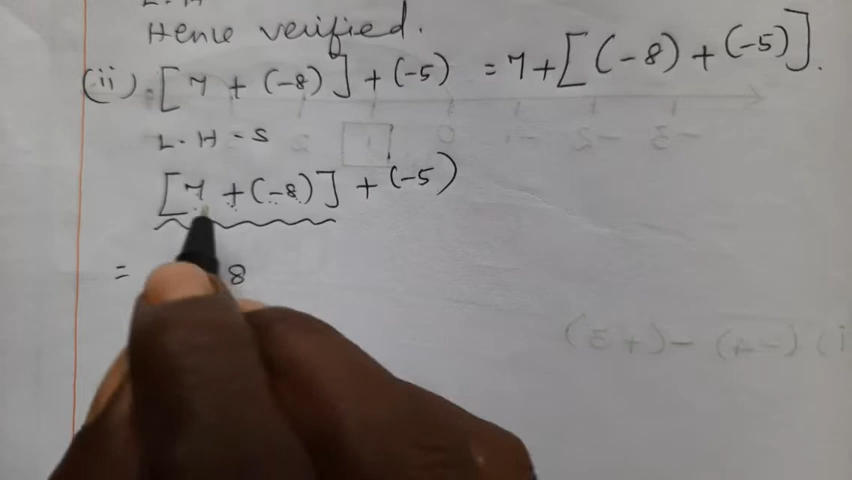 Hence verified.
(ii). [7 + (-8)] + (-5) = 7 + [(-8) + (-5)].
L.H-S
[7 + (-8)] + (-5)
= 8